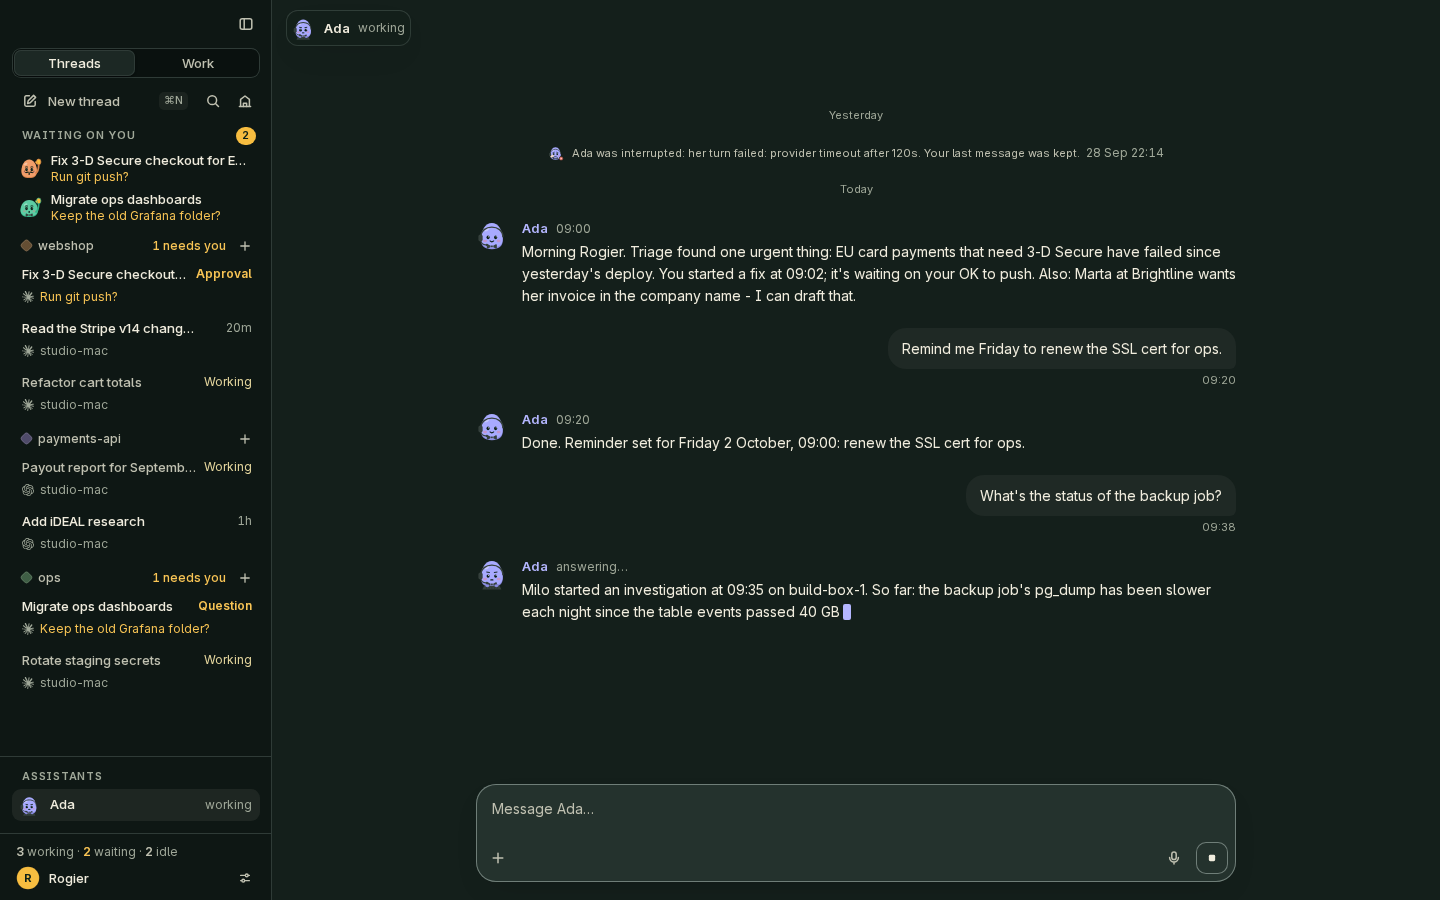 Threads
Work
New thread
⌘N
WAITING ON YOU
2
Fix 3-D Secure checkout for E…
Run git push?
Migrate ops dashboards
Keep the old Grafana folder?
webshop
1 needs you
Fix 3-D Secure checkout…
Approval
Run git push?
Read the Stripe v14 chang…
20m
studio-mac
Refactor cart totals
Working
studio-mac
payments-api
Payout report for Septemb…
Working
studio-mac
Add iDEAL research
1h
studio-mac
ops
1 needs you
Migrate ops dashboards
Question
Keep the old Grafana folder?
Rotate staging secrets
Working
studio-mac
ASSISTANTS
Ada
working
3 working · 2 waiting · 2 idle
R
Rogier
Ada working
Yesterday
Ada was interrupted: her turn failed: provider timeout after 120s. Your last message was kept. 28 Sep 22:14
Today
Ada 09:00
Morning Rogier. Triage found one urgent thing: EU card payments that need 3-D Secure have failed since
yesterday's deploy. You started a fix at 09:02; it's waiting on your OK to push. Also: Marta at Brightline wants
her invoice in the company name - I can draft that.
Remind me Friday to renew the SSL cert for ops.
09:20
Ada 09:20
Done. Reminder set for Friday 2 October, 09:00: renew the SSL cert for ops.
What's the status of the backup job?
09:38
Ada answering…
Milo started an investigation at 09:35 on build-box-1. So far: the backup job's pg_dump has been slower
each night since the table events passed 40 GB
Message Ada…